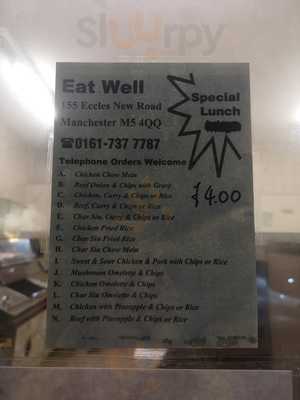 Sluurpy
Eat Well
155 Eccles New Road
Manchester M5 4QQ
☎0161-737 7787
Telephone Orders Welcome
Special
Lunch
£4.00
A. Chicken Chow Mein
B. Beef Onion & Chips with Gravy
C. Chicken, Curry & Chips or Rice
D. Beef, Curry & Chips or Rice
E. Char Siu, Curry & Chips or Rice
F. Chicken Fried Rice
G. Char Siu Fried Rice
H. Char Siu Chow Mein
I. Sweet & Sour Chicken & Pork with Chips or Rice
J. Mushroom Omelette & Chips
K. Chicken Omelette & Chips
L. Char Siu Omelette & Chips
M. Chicken with Pineapple & Chips or Rice
N. Beef with Pineapple & Chips or Rice